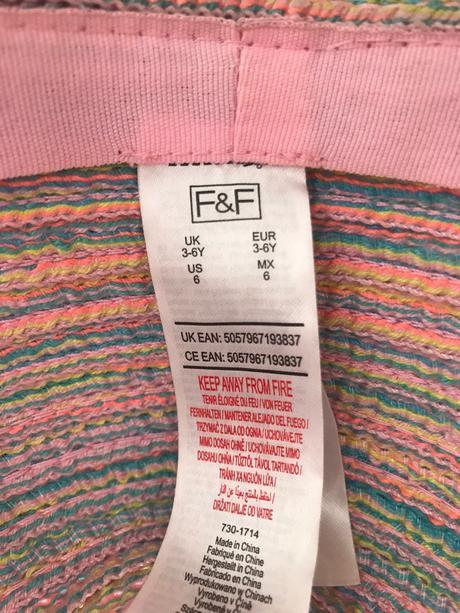 F&F
UK EUR
3-6Y 3-6Y
US MX
6 6
UK EAN: 5057967193837
CE EAN: 5057967193837
KEEP AWAY FROM FIRE
TENIR ÉLOIGNÉ DU FEU / VON FEUER
FERNHALTEN / MANTENER ALEJADO DEL FUEGO /
TRZYMAĆ Z DALA OD OGNIA / UCHOVÁVEJTE
MIMO DOSAH OHNĚ / UCHOVÁVAJTE MIMO
DOSAHU OHŇA / TŰZTŐL TÁVOL TARTANDÓ /
TRÁNH XA NGUỒN LỬA /
DRŽATI DALJE OD VATRE
730-1714
Made in China
Fabriqué en Chine
Hergestellt in China
Fabricado en China
Wyprodukowano w Chinach
Vyrobeno v Číně